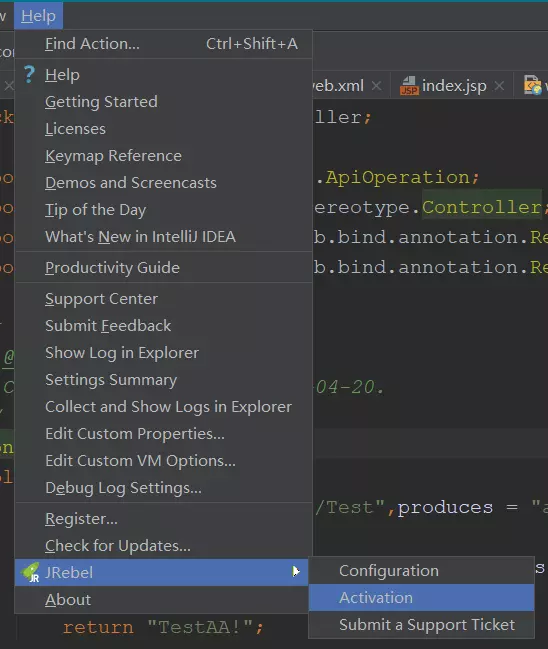 Help
Find Action... Ctrl+Shift+A
? Help
Getting Started
web.xml × JSP index.jsp ×
Licenses
ller;
Keymap Reference
Demos and Screencasts
.ApiOperation;
Tip of the Day
ereotype.Controller;
What's New in IntelliJ IDEA
b.bind.annotation.Re
Productivity Guide
b.bind.annotation.Re
Support Center
Submit Feedback
Show Log in Explorer
@
Settings Summary
04-20.
Collect and Show Logs in Explorer
Edit Custom Properties...
Edit Custom VM Options...
Debug Log Settings...
/Test",produces = "a
Register...
Check for Updates...
JR JRebel
Configuration
About
Activation
return "TestAA!";
Submit a Support Ticket